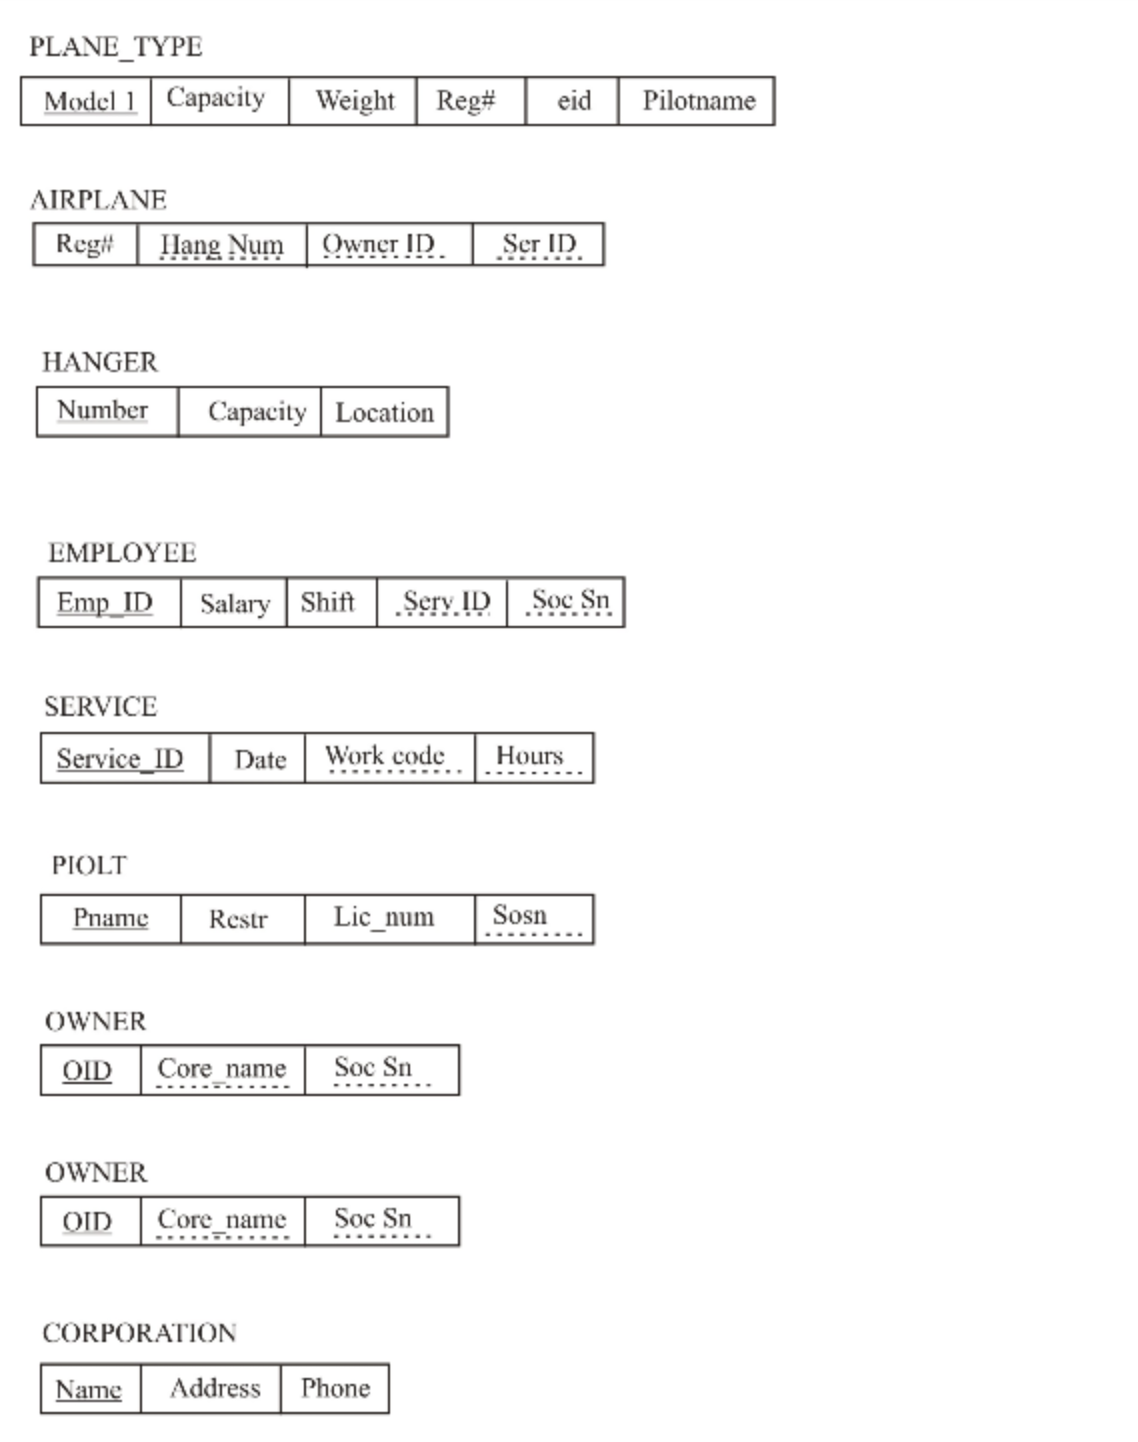 PLANE_TYPE
Model 1 Capacity Weight Reg# eid Pilotname
AIRPLANE
Reg# Hang Num Owner ID Ser ID
HANGER
Number Capacity Location
EMPLOYEE
Emp_ID Salary Shift Serv ID Soc Sn
SERVICE
Service_ID Date Work code Hours
PIOLT
Pname Restr Lic_num Sosn
OWNER
OID Core_name Soc Sn
OWNER
OID Core_name Soc Sn
CORPORATION
Name Address Phone